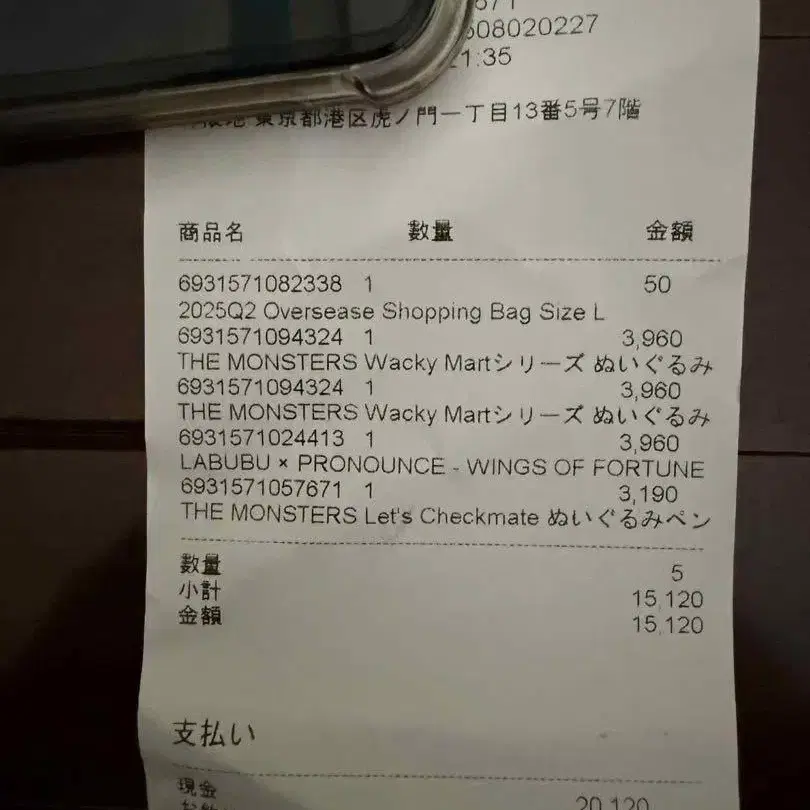 508020227
1:35
東京都港区虎ノ門一丁目13番5号7階
商品名 数量 金額
6931571082338 1 50
2025Q2 Oversease Shopping Bag Size L
6931571094324 1 3,960
THE MONSTERS Wacky Martシリーズ ぬいぐるみ
6931571094324 1 3,960
THE MONSTERS Wacky Martシリーズ ぬいぐるみ
6931571024413 1 3,960
LABUBU × PRONOUNCE - WINGS OF FORTUNE
6931571057671 1 3,190
THE MONSTERS Let's Checkmate ぬいぐるみペン
数量 5
小計 15,120
金額 15,120
支払い
現金 20,120